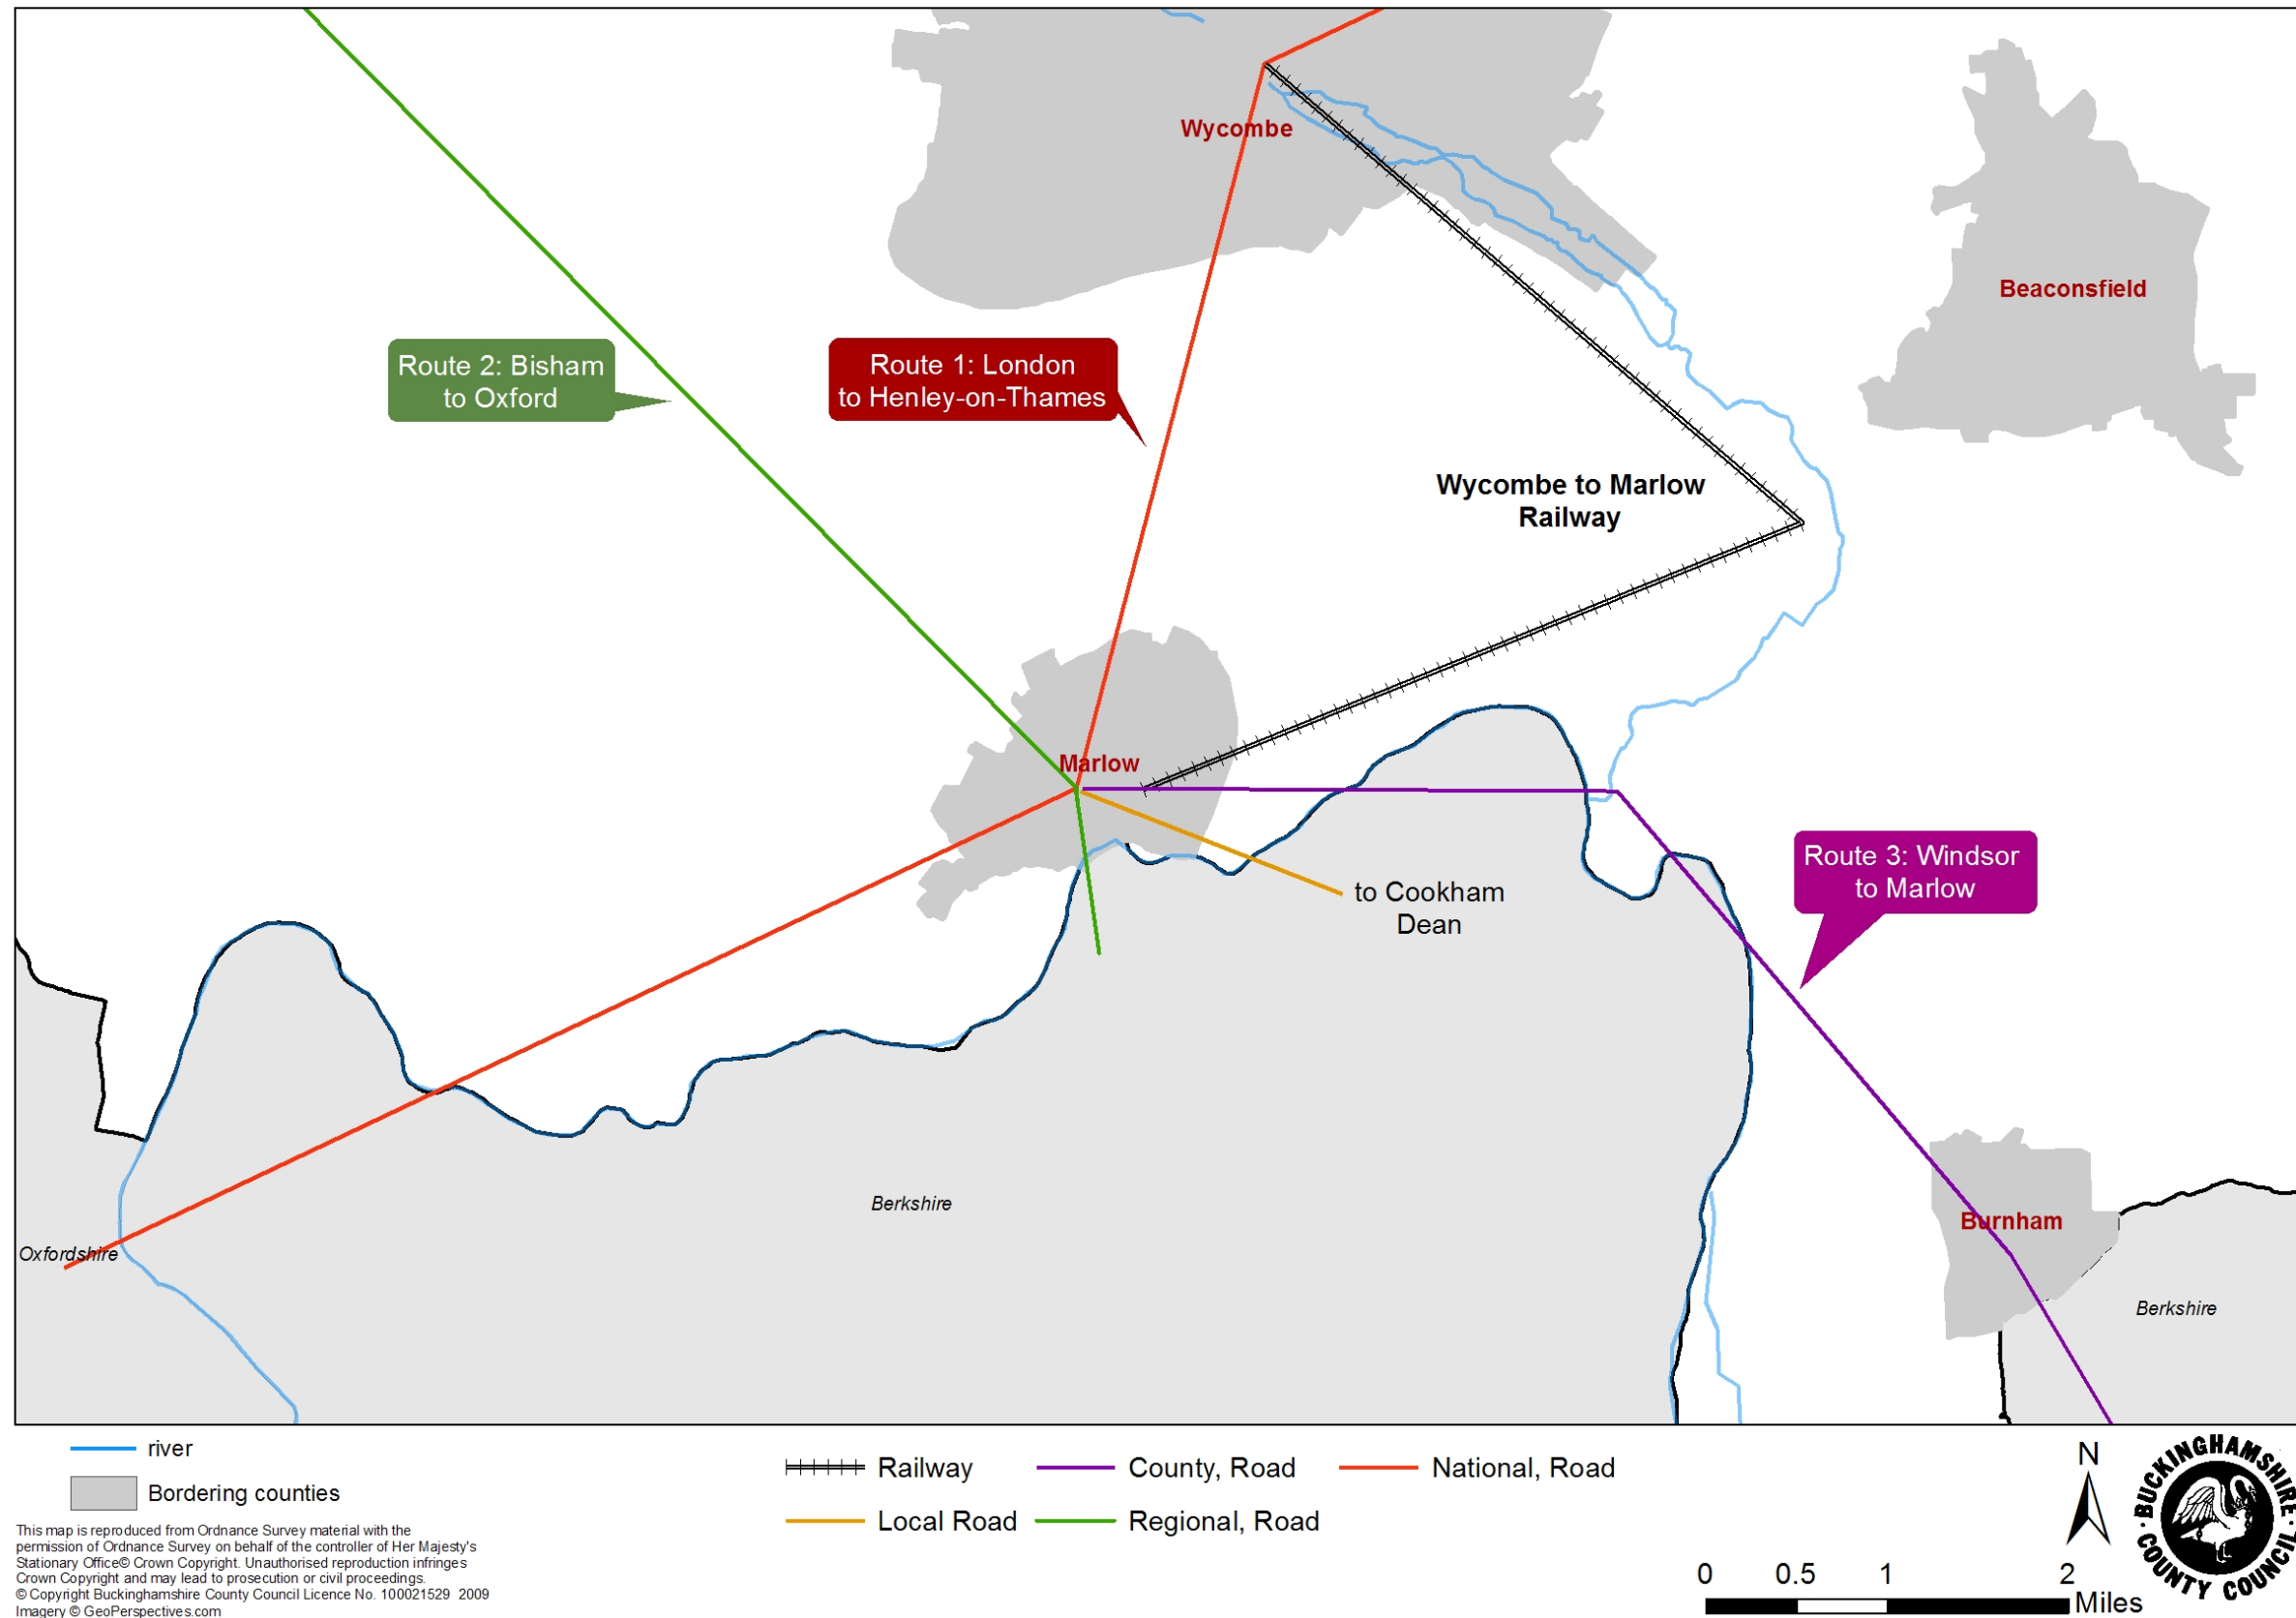 Wycombe
Beaconsfield
Route 2: Bisham
to Oxford
Route 1: London
to Henley-on-Thames
Wycombe to Marlow
Railway
Marlow
to Cookham
Dean
Route 3: Windsor
to Marlow
Berkshire
Burnham
Oxfordshire
Berkshire
river
Bordering counties
Railway
County, Road
National, Road
Local Road
Regional, Road
This map is reproduced from Ordnance Survey material with the
permission of Ordnance Survey on behalf of the controller of Her Majesty's
Stationary Office© Crown Copyright. Unauthorised reproduction infringes
Crown Copyright and may lead to prosecution or civil proceedings.
© Copyright Buckinghamshire County Council Licence No. 100021529 2009
Imagery © GeoPerspectives.com
N
0 0.5 1 2
Miles
· BUCKINGHAMSHIRE ·
COUNTY COUNCIL